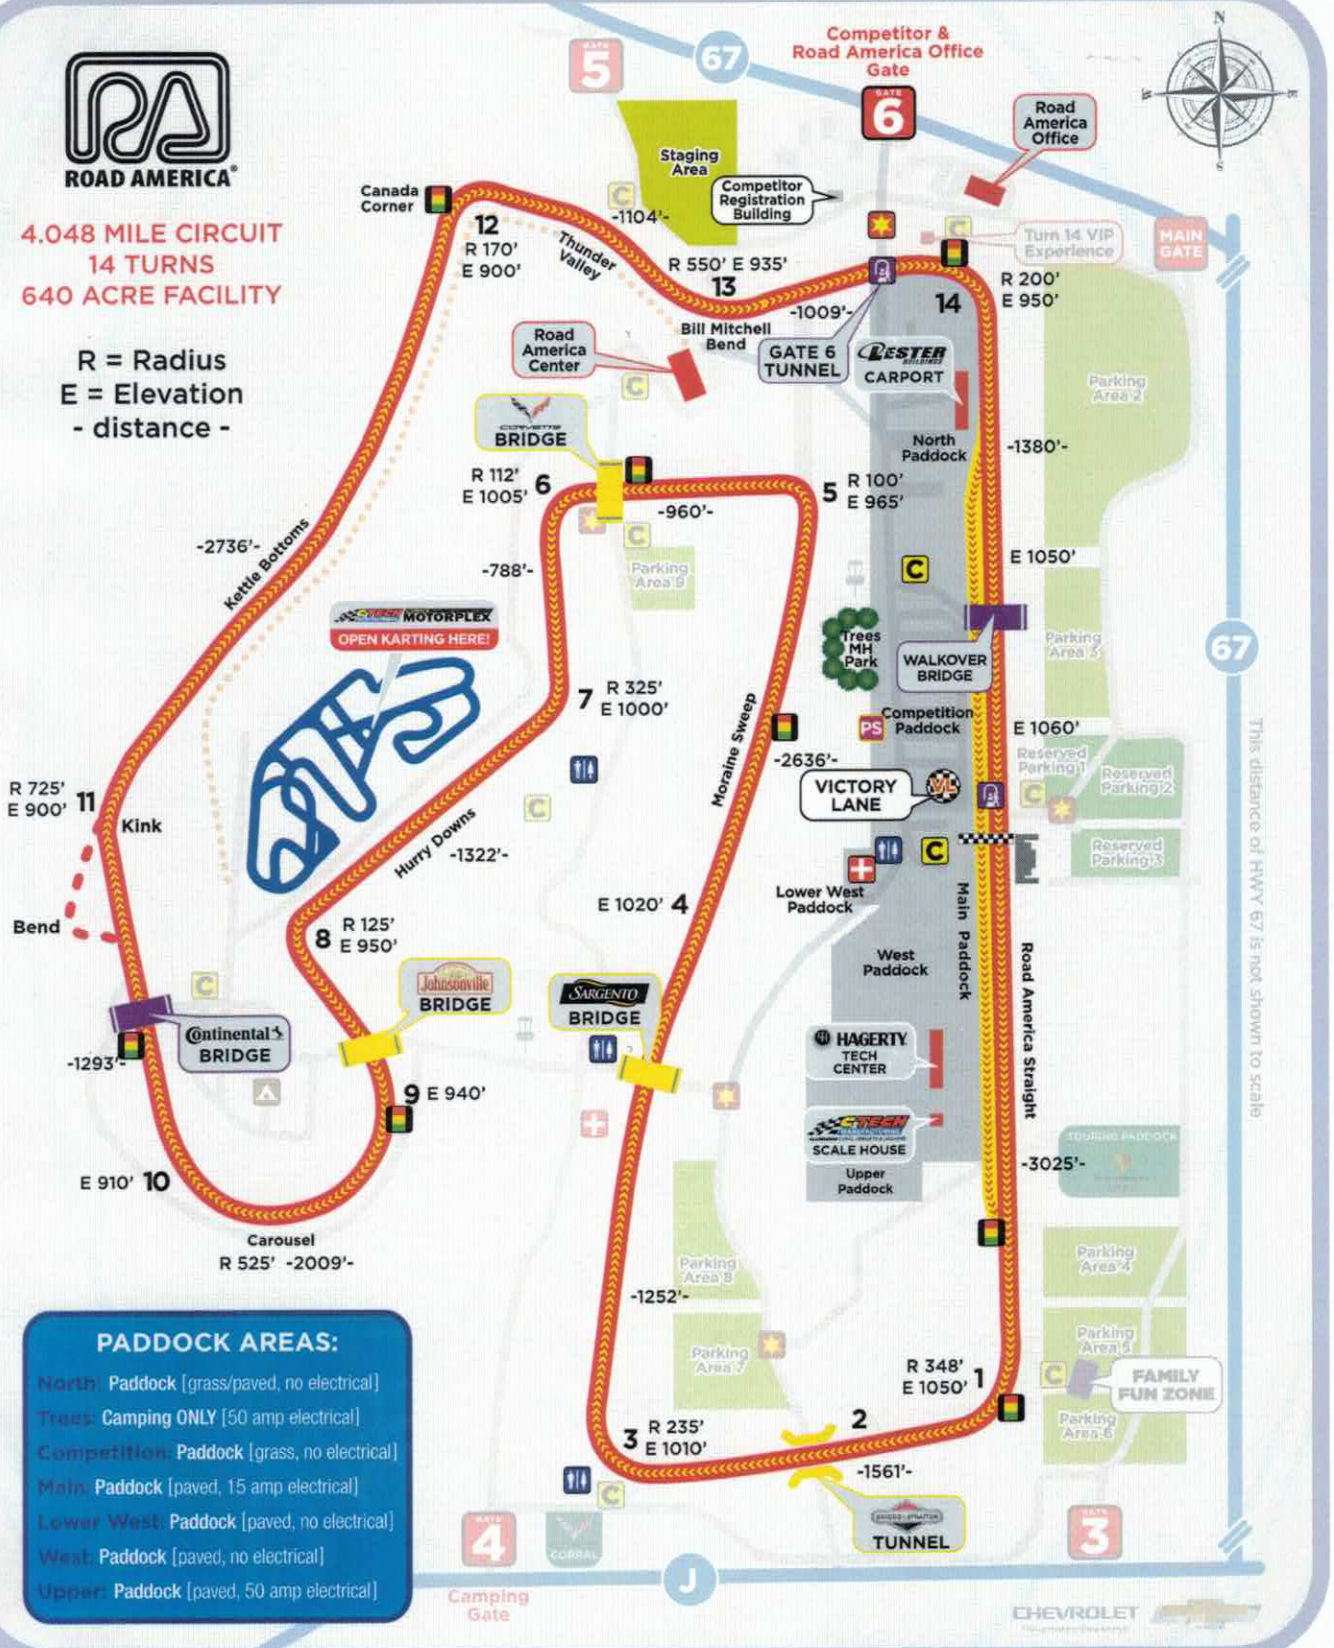 67
GATE
5
Competitor &
Road America Office
Gate
GATE
6
N
W
E
S
Road
America
Office
RA
ROAD AMERICA®
4.048 MILE CIRCUIT
14 TURNS
640 ACRE FACILITY
R = Radius
E = Elevation
- distance -
Canada
Corner
12
R 170'
E 900'
Thunder
Valley
C
-1104'-
Staging
Area
Competitor
Registration
Building
C
Turn 14 VIP
Experience
MAIN
GATE
R 550' E 935'
13
-1009'-
Bill Mitchell
Bend
14
R 200'
E 950'
GATE 6
TUNNEL
LESTER
BUILDINGS
CARPORT
Road
America
Center
C
CORVETTE
BRIDGE
Parking
Area 2
North
Paddock
-1380'-
R 112'
E 1005'
6
-960'-
5
R 100'
E 965'
C
-788'-
Parking
Area 9
-2736'-
Kettle Bottoms
CTECH
MOTORPLEX
OPEN KARTING HERE!
C
E 1050'
Trees
MH
Park
WALKOVER
BRIDGE
Parking
Area 3
67
7
R 325'
E 1000'
Moraine Sweep
-2636'-
PS
Competition
Paddock
E 1060'
Reserved
Parking 1
Reserved
Parking 2
C
VICTORY
LANE
VL
R 725'
E 900'
11
Kink
C
Hurry Downs
-1322'-
C
Reserved
Parking 3
Lower West
Paddock
E 1020'
4
Bend
8
R 125'
E 950'
Main Paddock
Road America Straight
West
Paddock
This distance of HWY 67 is not shown to scale
C
Johnsonville
BRIDGE
SARGENTO
BRIDGE
Continental
BRIDGE
-1293'-
HAGERTY
TECH
CENTER
9
E 940'
CTECH
MANUFACTURING
SCALE HOUSE
TOURING PADDOCK
-3025'-
Upper
Paddock
E 910'
10
Carousel
R 525' -2009'-
Parking
Area 8
Parking
Area 4
-1252'-
Parking
Area 7
Parking
Area 5
R 348'
E 1050'
1
C
FAMILY
FUN ZONE
Parking
Area 6
2
3
R 235'
E 1010'
-1561'-
C
BRIGGS & STRATTON
TUNNEL
GATE
4
Camping
Gate
CORRAL
J
GATE
3
CHEVROLET
PADDOCK AREAS:
North: Paddock [grass/paved, no electrical]
Trees: Camping ONLY [50 amp electrical]
Competition: Paddock [grass, no electrical]
Main: Paddock [paved, 15 amp electrical]
Lower West: Paddock [paved, no electrical]
West: Paddock [paved, no electrical]
Upper: Paddock [paved, 50 amp electrical]